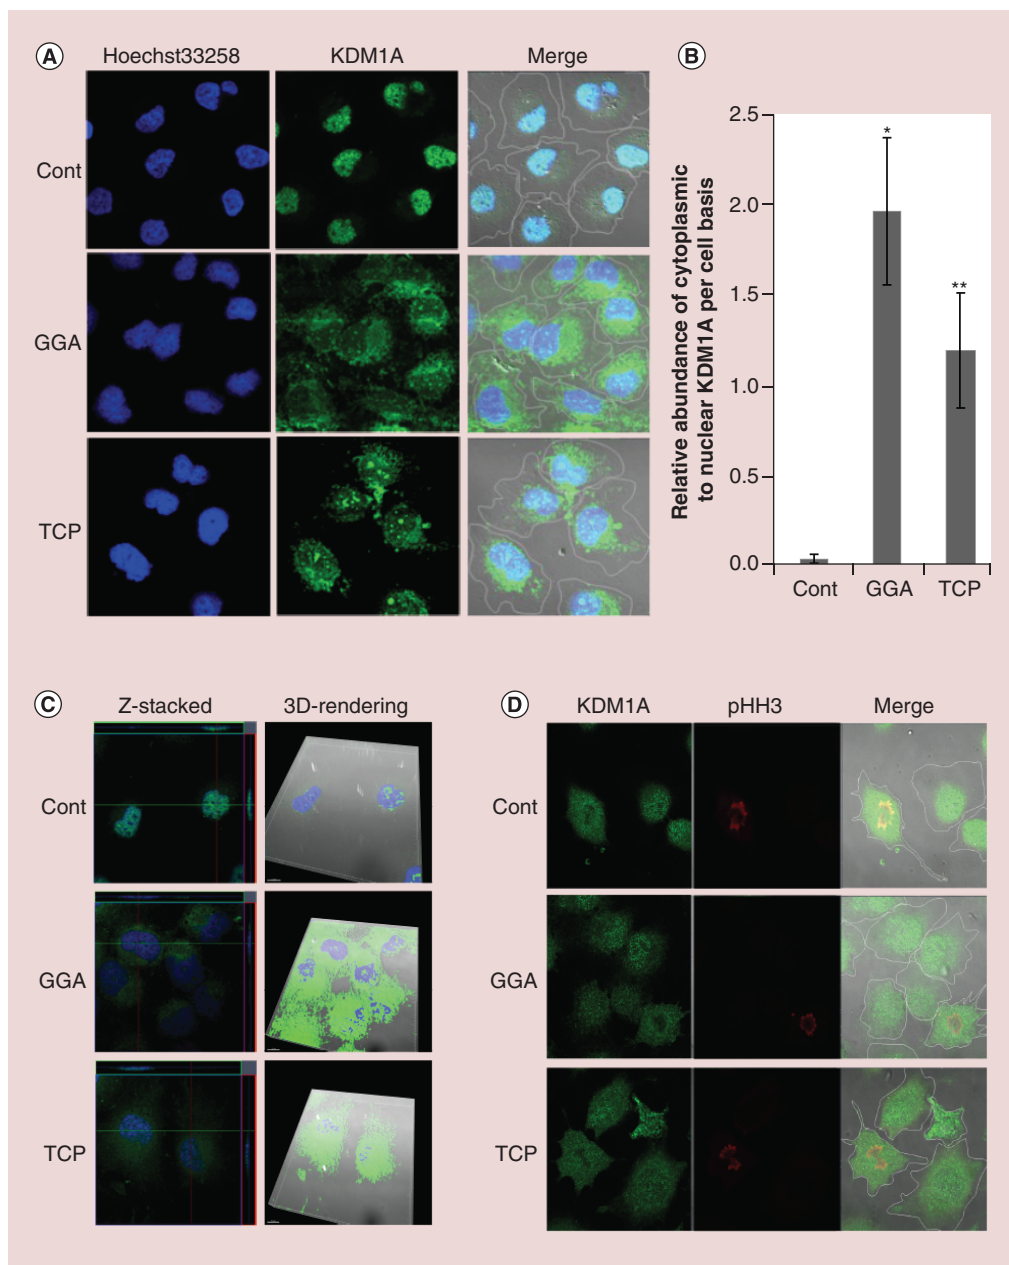 A
Hoechst33258
KDM1A
Merge
Cont
GGA
TCP
B
Relative abundance of cytoplasmic
to nuclear KDM1A per cell basis
2.5
2.0
1.5
1.0
0.5
0.0
*
**
Cont
GGA
TCP
C
Z-stacked
3D-rendering
Cont
GGA
TCP
D
KDM1A
pHH3
Merge
Cont
GGA
TCP